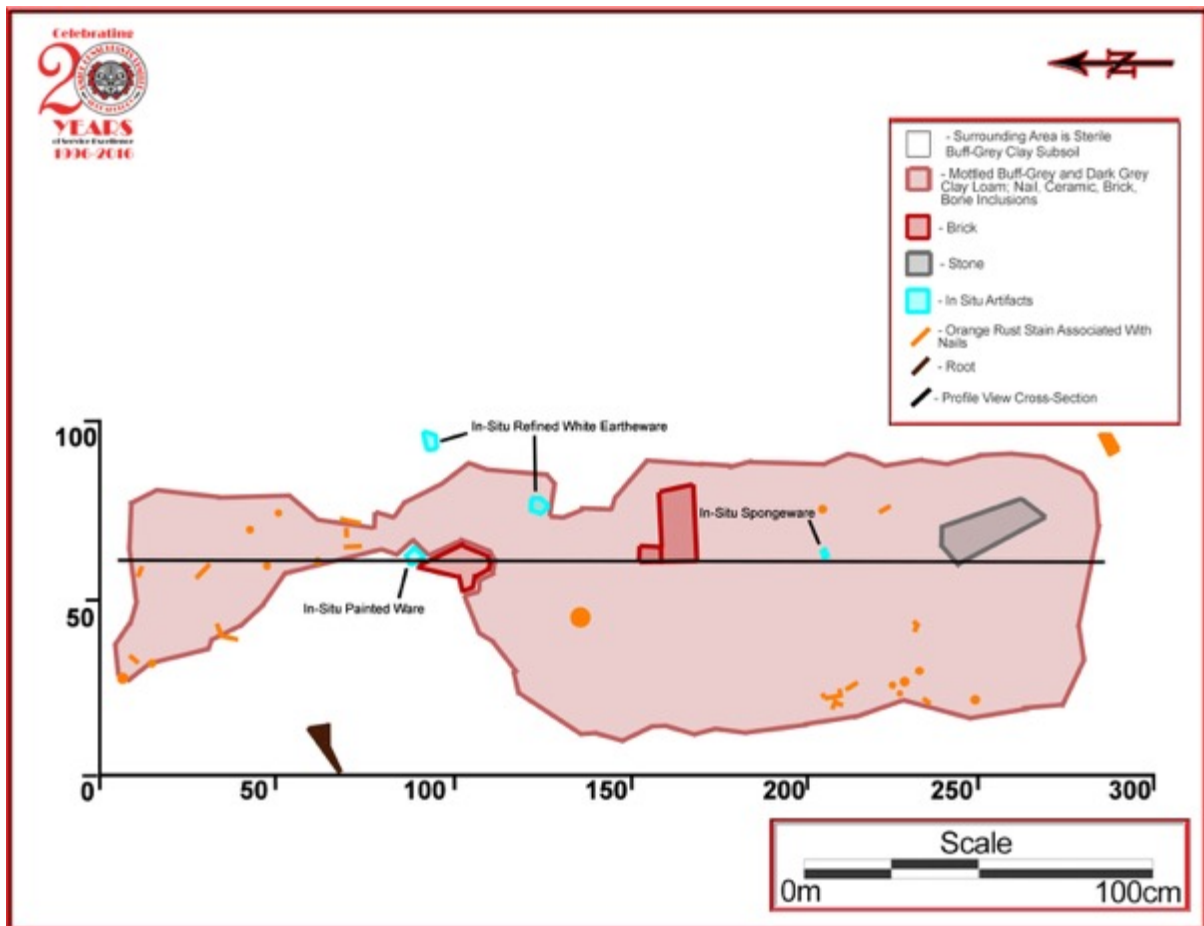 Celebrating
20
YEARS
of Service Excellence
1996-2016
N
- Surrounding Area is Sterile
Buff-Grey Clay Subsoil
- Mottled Buff-Grey and Dark Grey
Clay Loam; Nail, Ceramic, Brick,
Bone Inclusions
- Brick
- Stone
- In Situ Artifacts
- Orange Rust Stain Associated With
Nails
- Root
- Profile View Cross-Section
100
In-Situ Refined White Eartheware
In-Situ Spongeware
In-Situ Painted Ware
50
0 50 100 150 200 250 300
Scale
0m 100cm